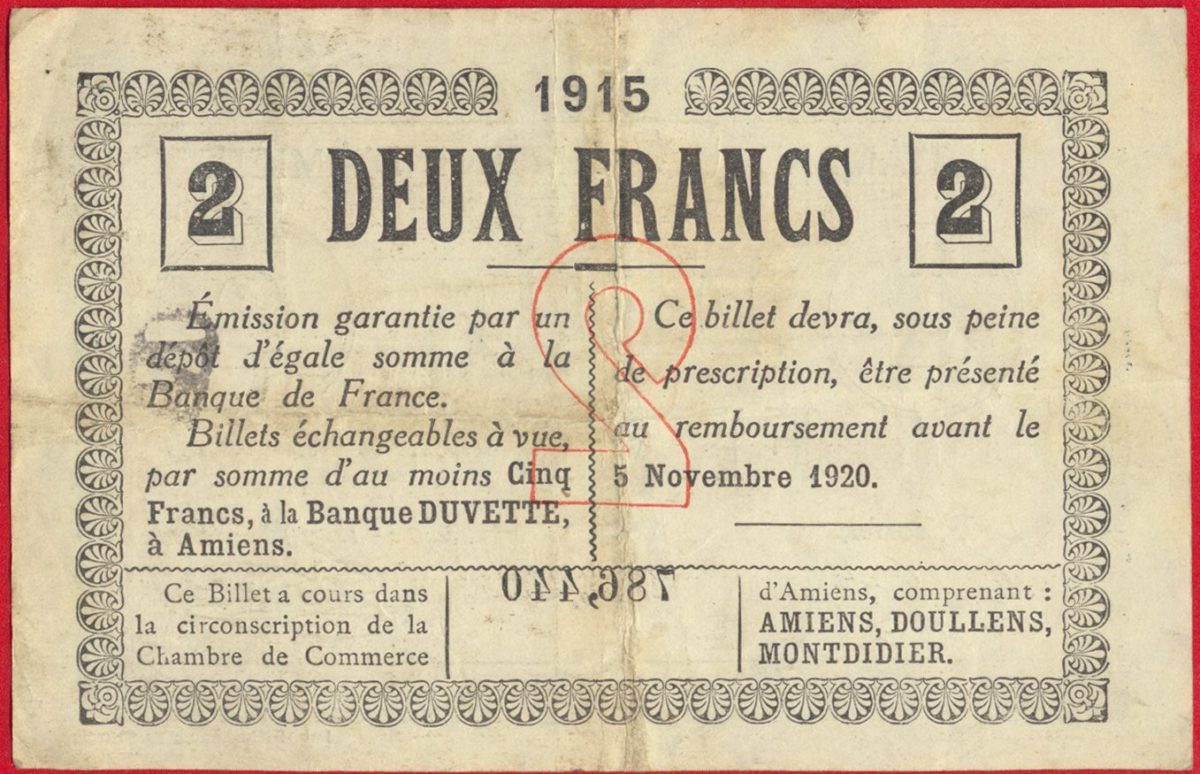 1915
2 DEUX FRANCS 2
2
Émission garantie par un
dépôt d'égale somme à la
Banque de France.
Billets échangeables à vue,
par somme d'au moins Cinq
Francs, à la Banque DUVETTE,
à Amiens.
Ce billet devra, sous peine
de prescription, être présenté
au remboursement avant le
5 Novembre 1920.
Ce Billet a cours dans
la circonscription de la
Chambre de Commerce
786,440
d'Amiens, comprenant :
AMIENS, DOULLENS,
MONTDIDIER.